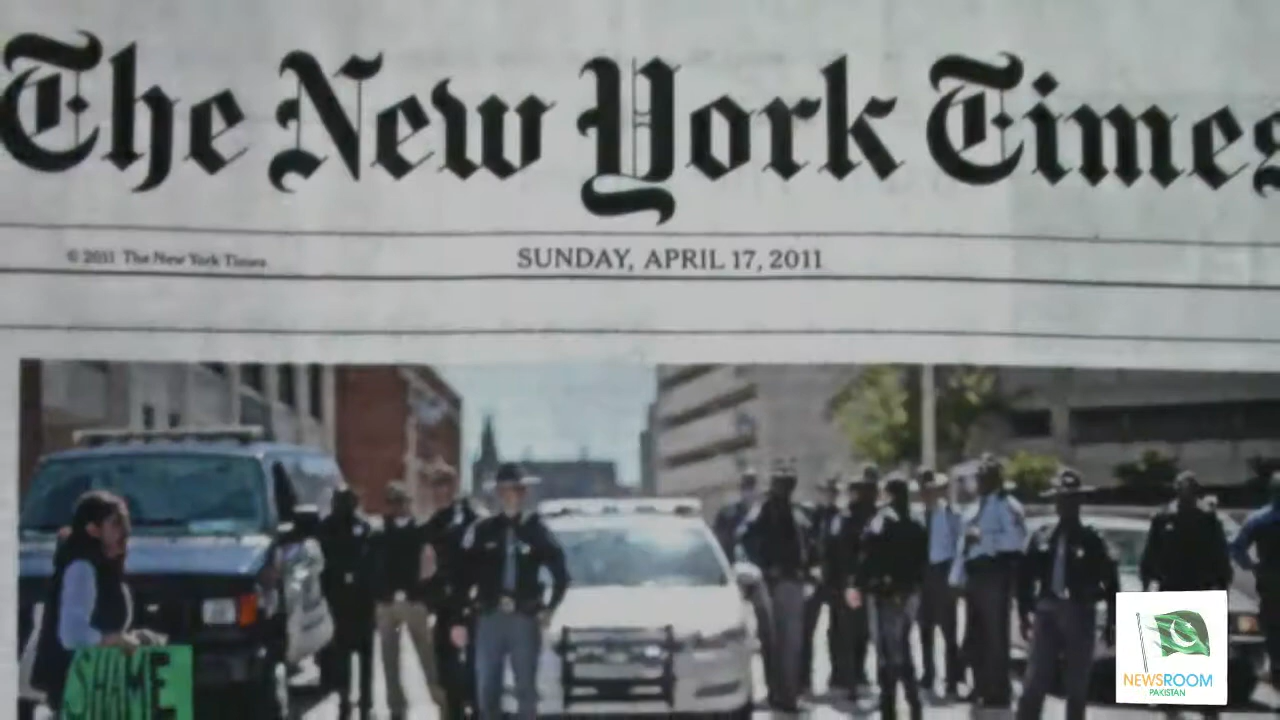 The New York Times
© 2011 The New York Times
SUNDAY, APRIL 17, 2011
SHAME
NEWSROOM
PAKISTAN